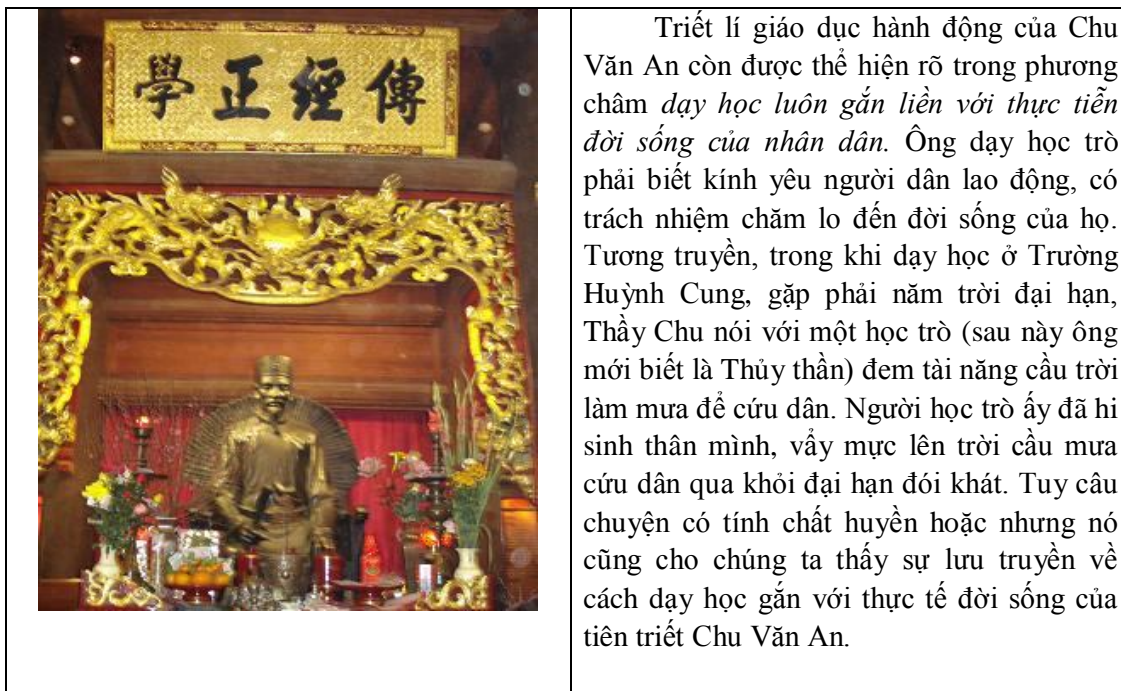 傳經正學
Triết lí giáo dục hành động của Chu
Văn An còn được thể hiện rõ trong phương
châm dạy học luôn gắn liền với thực tiễn
đời sống của nhân dân. Ông dạy học trò
phải biết kính yêu người dân lao động, có
trách nhiệm chăm lo đến đời sống của họ.
Tương truyền, trong khi dạy học ở Trường
Huỳnh Cung, gặp phải năm trời đại hạn,
Thầy Chu nói với một học trò (sau này ông
mới biết là Thủy thần) đem tài năng cầu trời
làm mưa để cứu dân. Người học trò ấy đã hi
sinh thân mình, vẩy mực lên trời cầu mưa
cứu dân qua khỏi đại hạn đói khát. Tuy câu
chuyện có tính chất huyền hoặc nhưng nó
cũng cho chúng ta thấy sự lưu truyền về
cách dạy học gắn với thực tế đời sống của
tiên triết Chu Văn An.